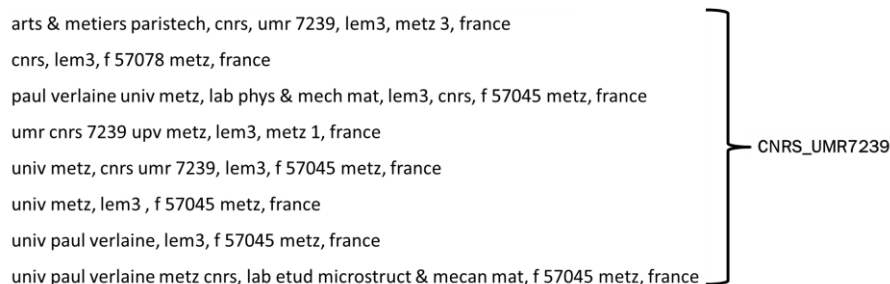 arts & metiers paristech, cnrs, umr 7239, lem3, metz 3, france
cnrs, lem3, f 57078 metz, france
paul verlaine univ metz, lab phys & mech mat, lem3, cnrs, f 57045 metz, france
umr cnrs 7239 upv metz, lem3, metz 1, france
univ metz, cnrs umr 7239, lem3, f 57045 metz, france
univ metz, lem3 , f 57045 metz, france
univ paul verlaine, lem3, f 57045 metz, france
univ paul verlaine metz cnrs, lab etud microstruct & mecan mat, f 57045 metz, france
CNRS_UMR7239